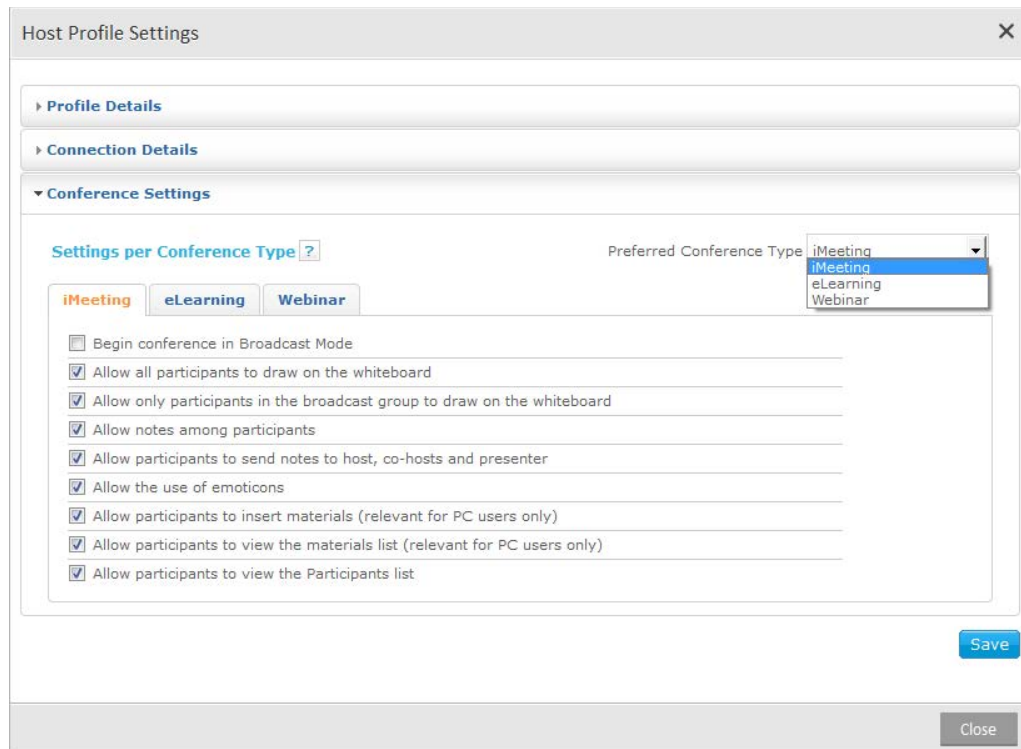 Host Profile Settings
Profile Details
Connection Details
Conference Settings
Settings per Conference Type ?
Preferred Conference Type iMeeting
iMeeting
eLearning
Webinar
iMeeting eLearning Webinar
Begin conference in Broadcast Mode
Allow all participants to draw on the whiteboard
Allow only participants in the broadcast group to draw on the whiteboard
Allow notes among participants
Allow participants to send notes to host, co-hosts and presenter
Allow the use of emoticons
Allow participants to insert materials (relevant for PC users only)
Allow participants to view the materials list (relevant for PC users only)
Allow participants to view the Participants list
Save
Close